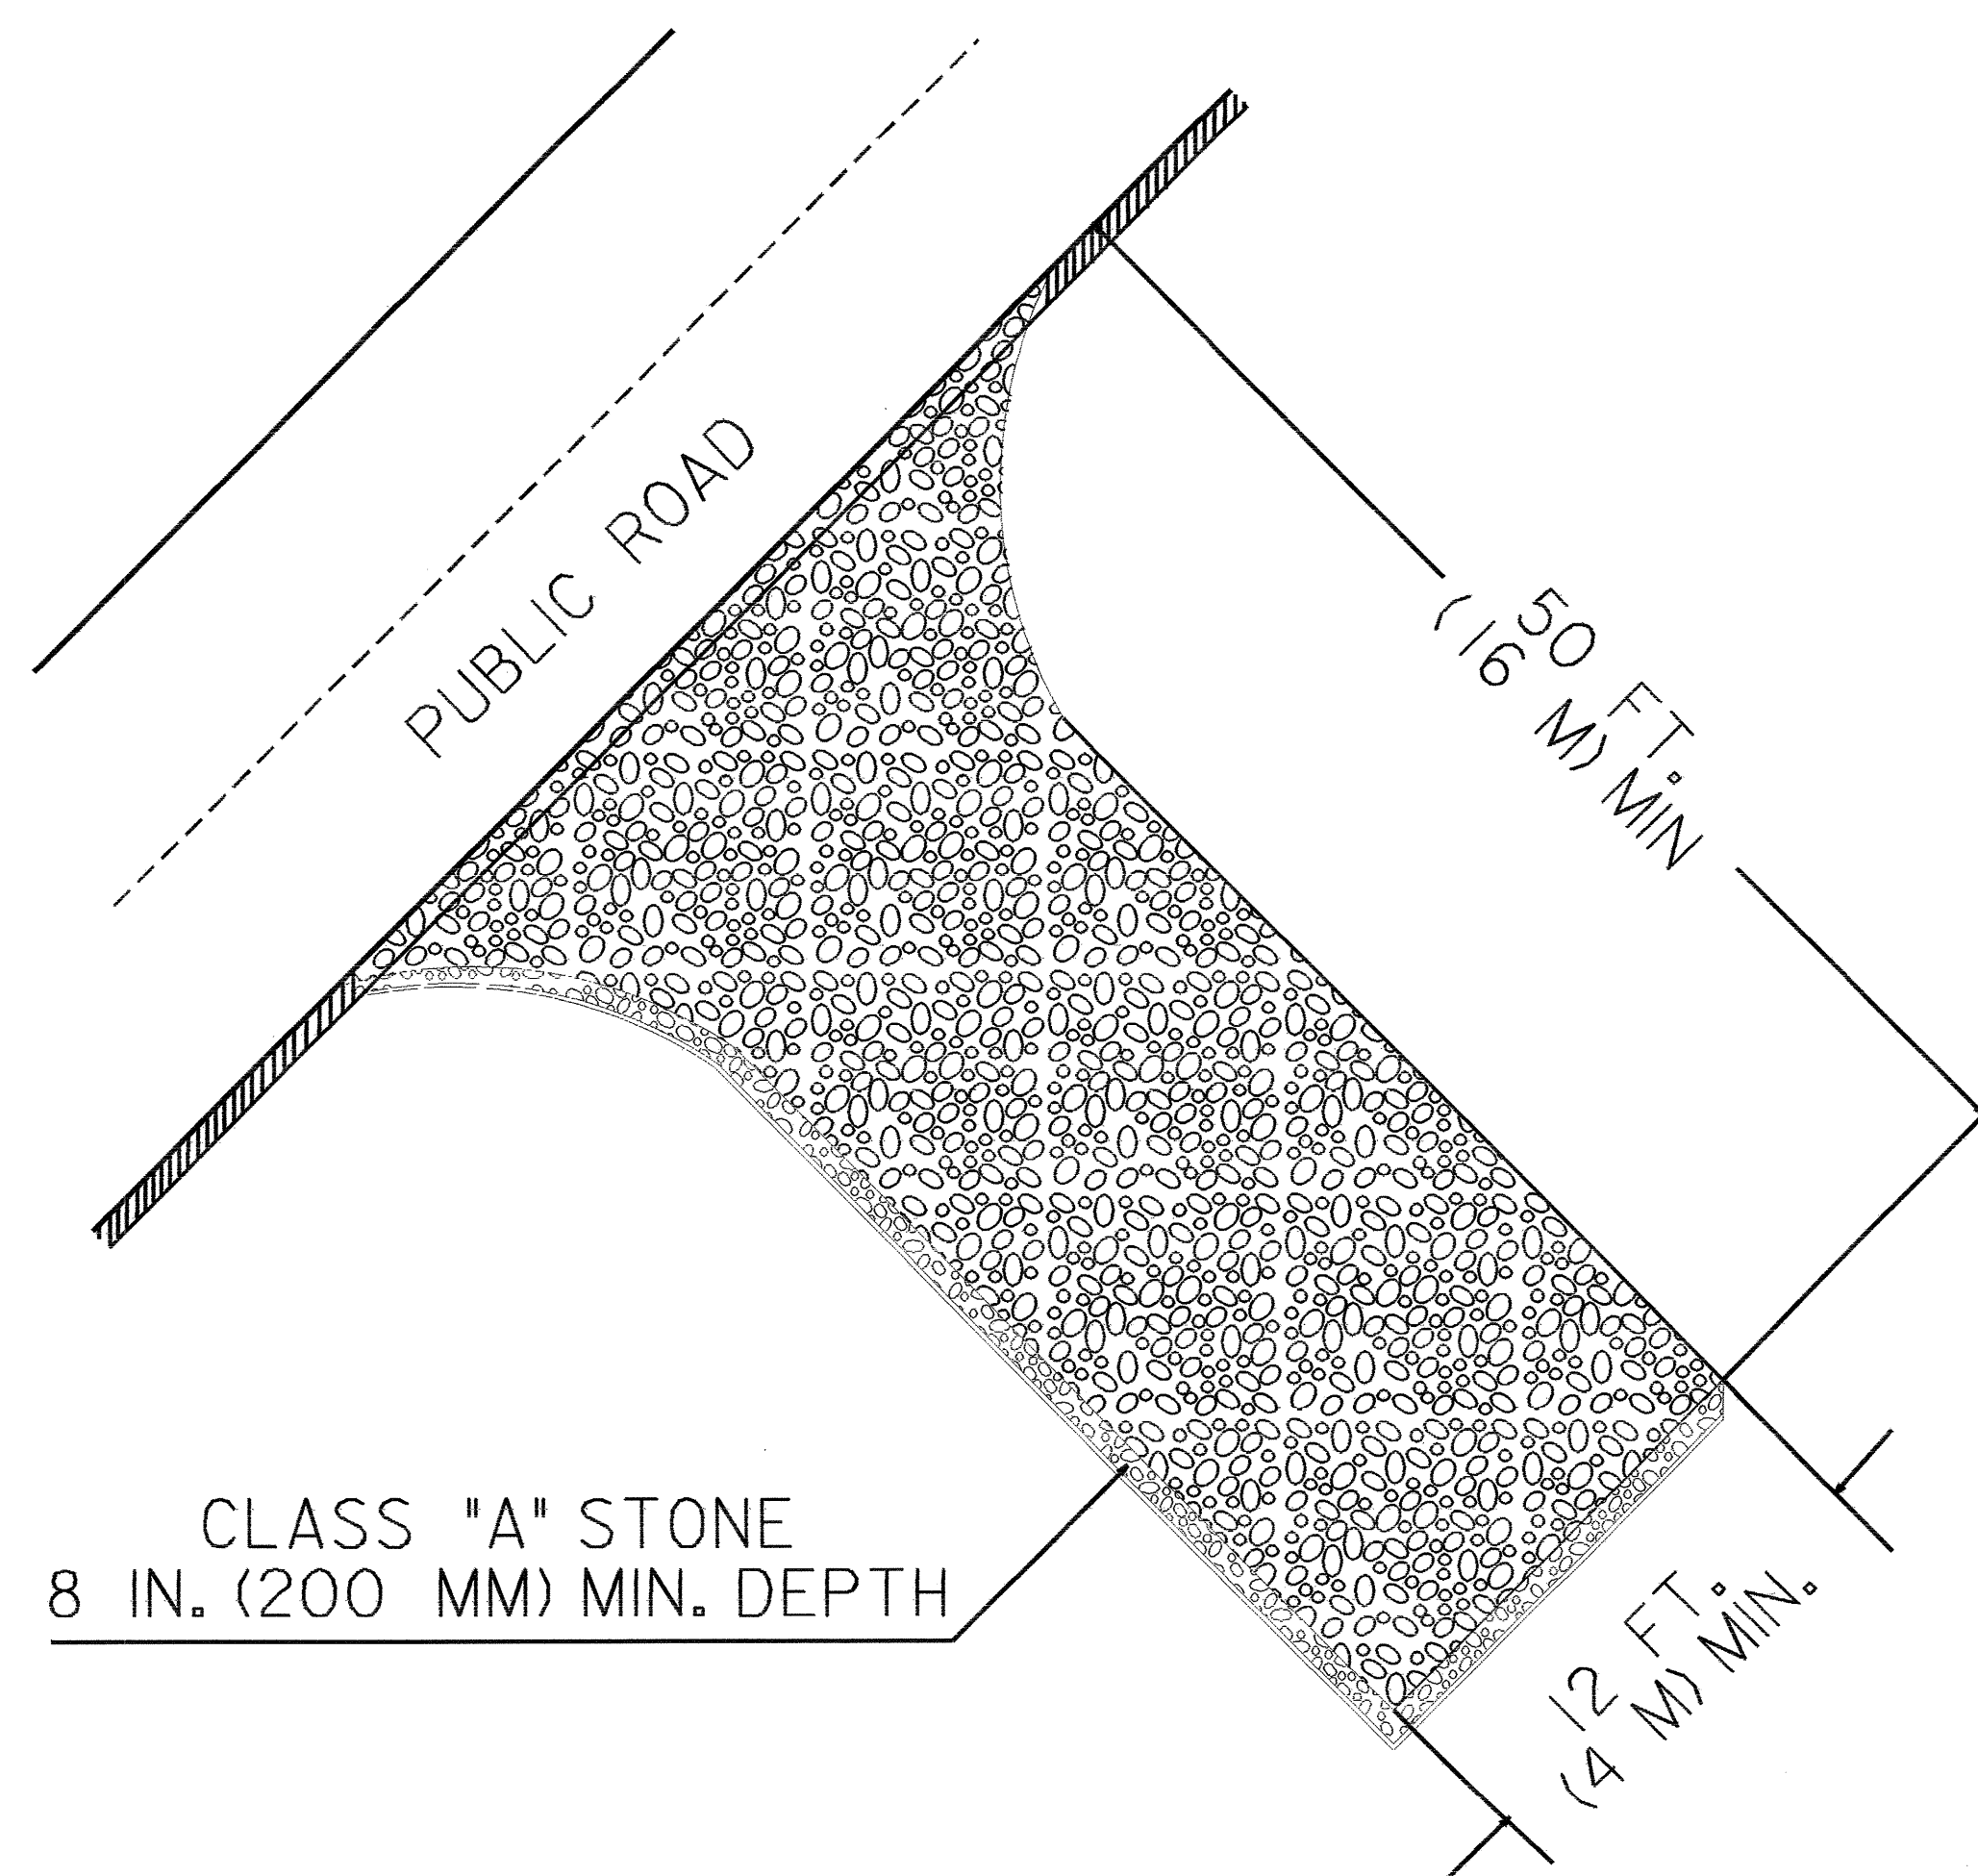 PUBLIC ROAD
50 FT.
(16 M) MIN
CLASS "A" STONE
8 IN. (200 MM) MIN. DEPTH
12 FT.
(4 M) MIN.